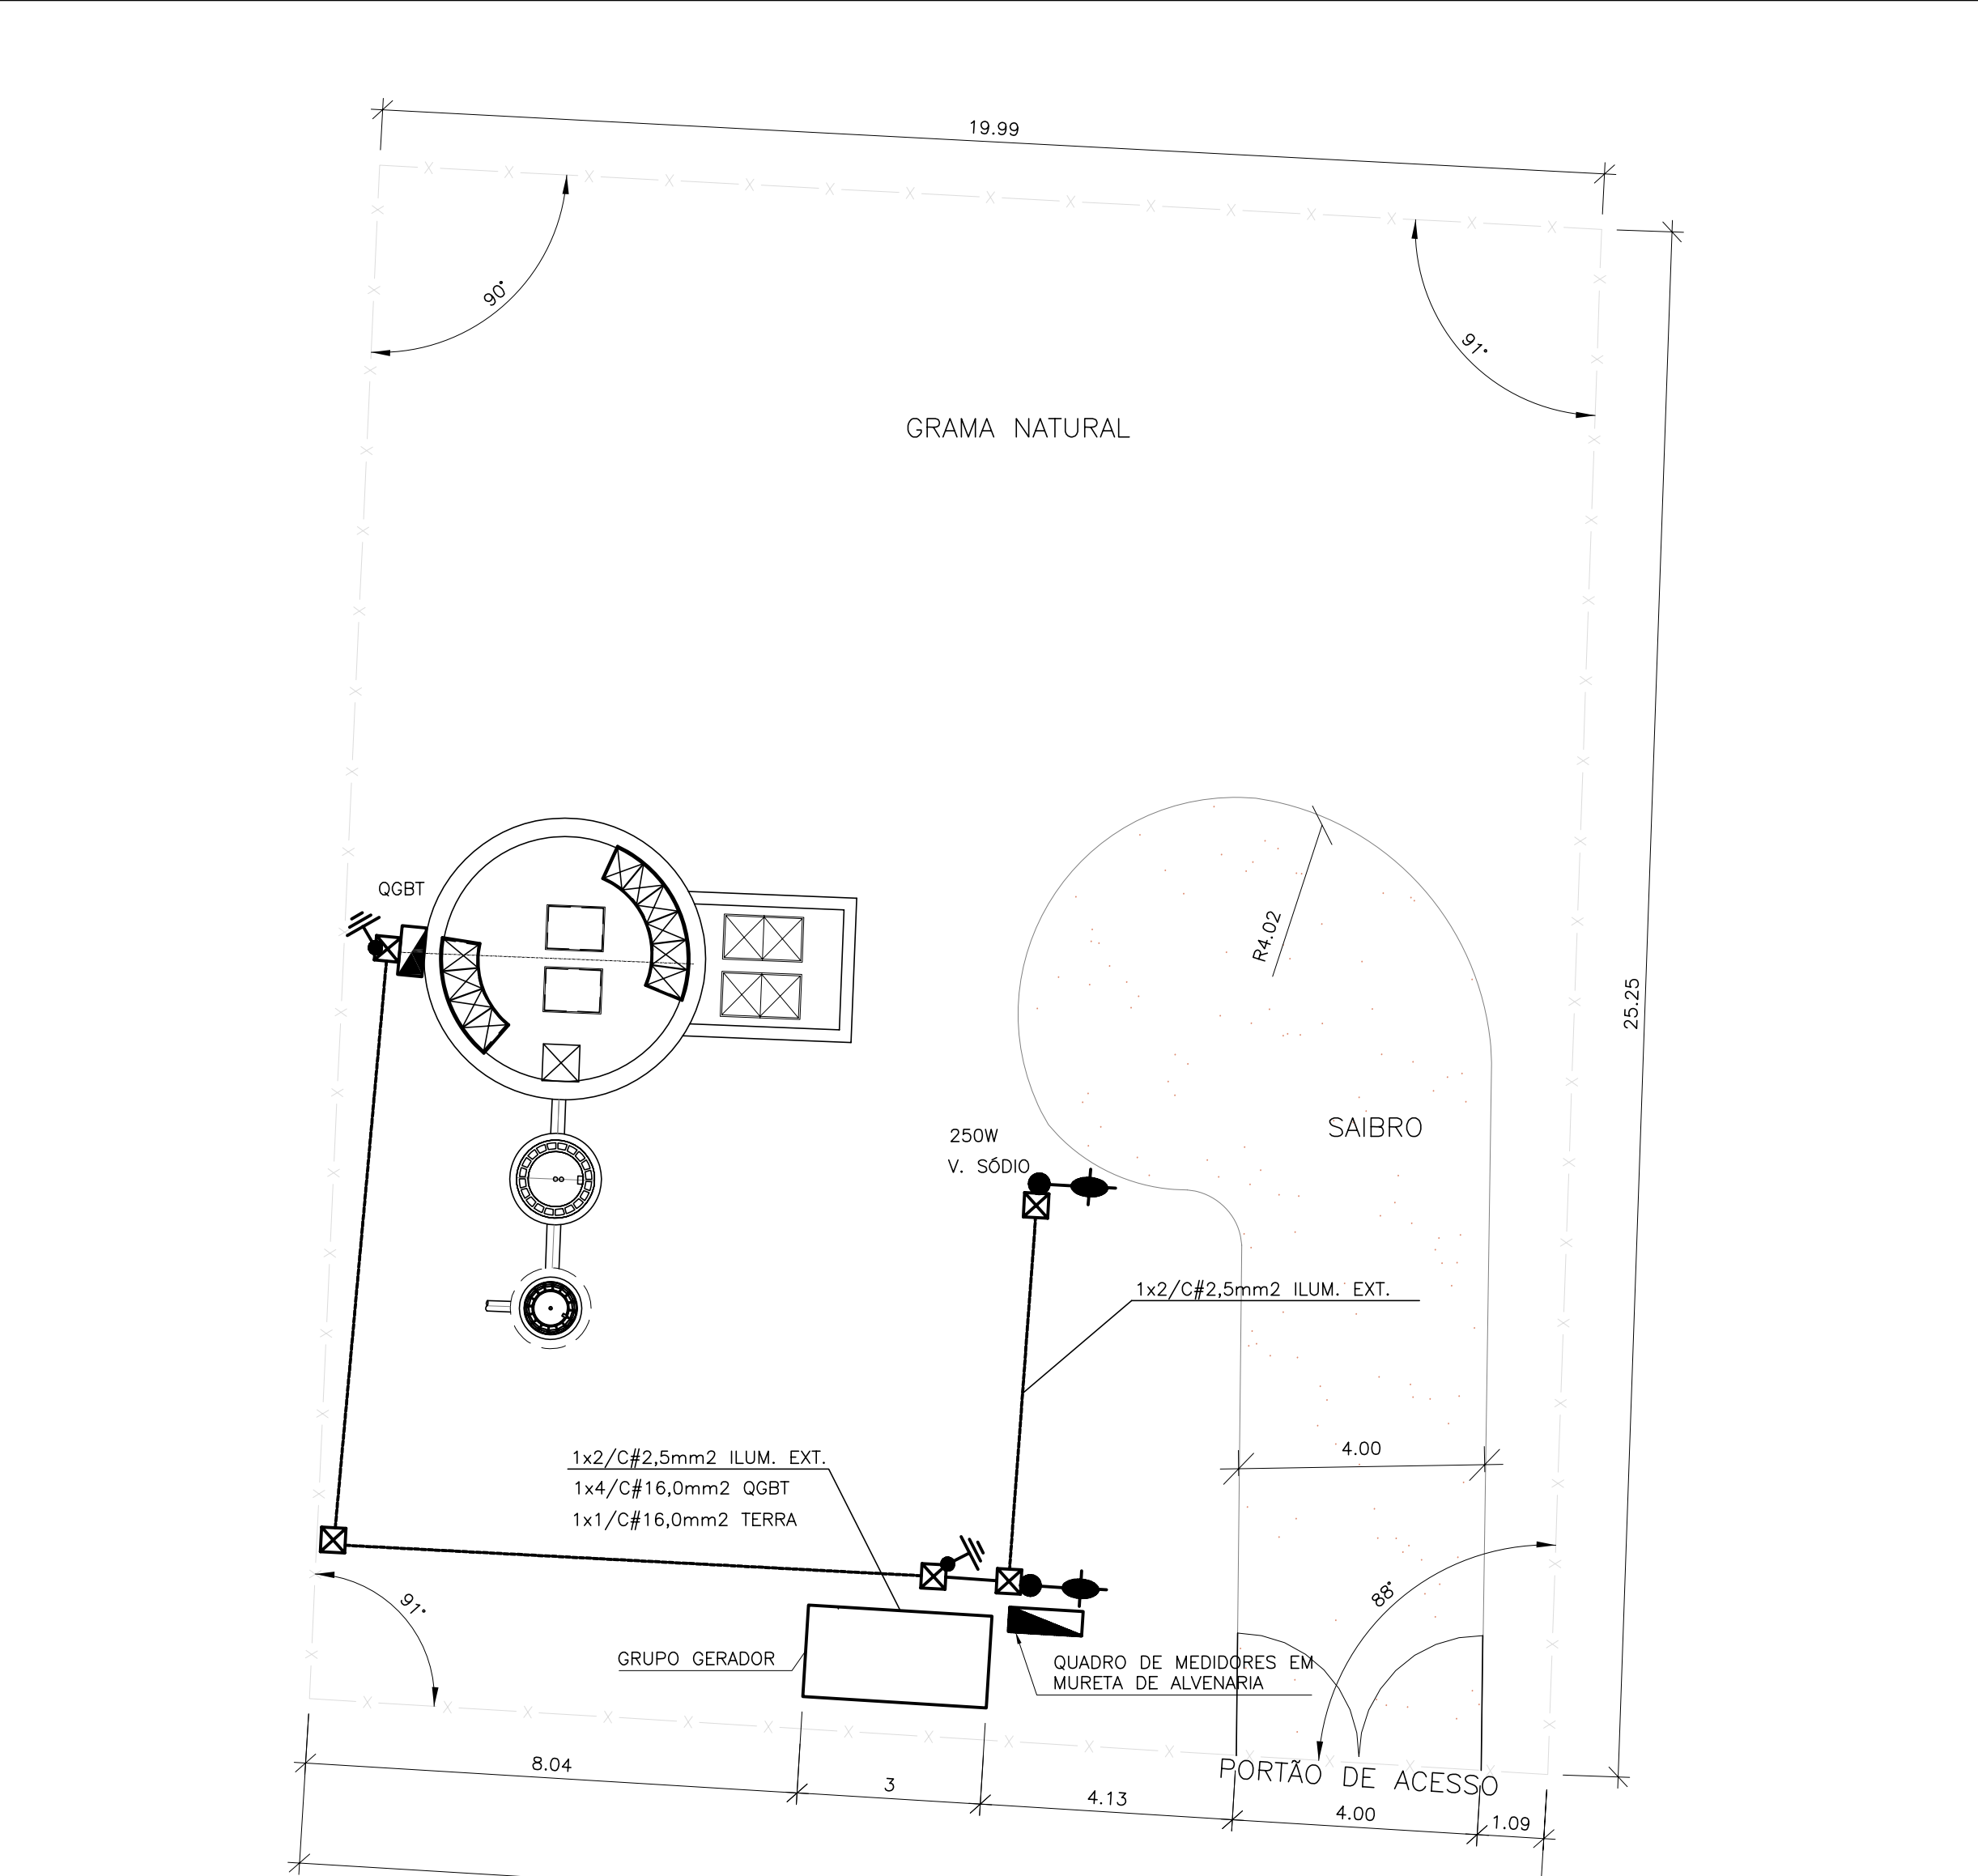 19.99
90°
91°
GRAMA NATURAL
QGBT
R4.02
25.25
SAIBRO
250W
V. SÓDIO
1x2/C#2,5mm2 ILUM. EXT.
4.00
1x2/C#2,5mm2 ILUM. EXT.
1x4/C#16,0mm2 QGBT
1x1/C#16,0mm2 TERRA
91°
88°
GRUPO GERADOR
QUADRO DE MEDIDORES EM
MURETA DE ALVENARIA
PORTÃO DE ACESSO
8.04
3
4.13
4.00
1.09